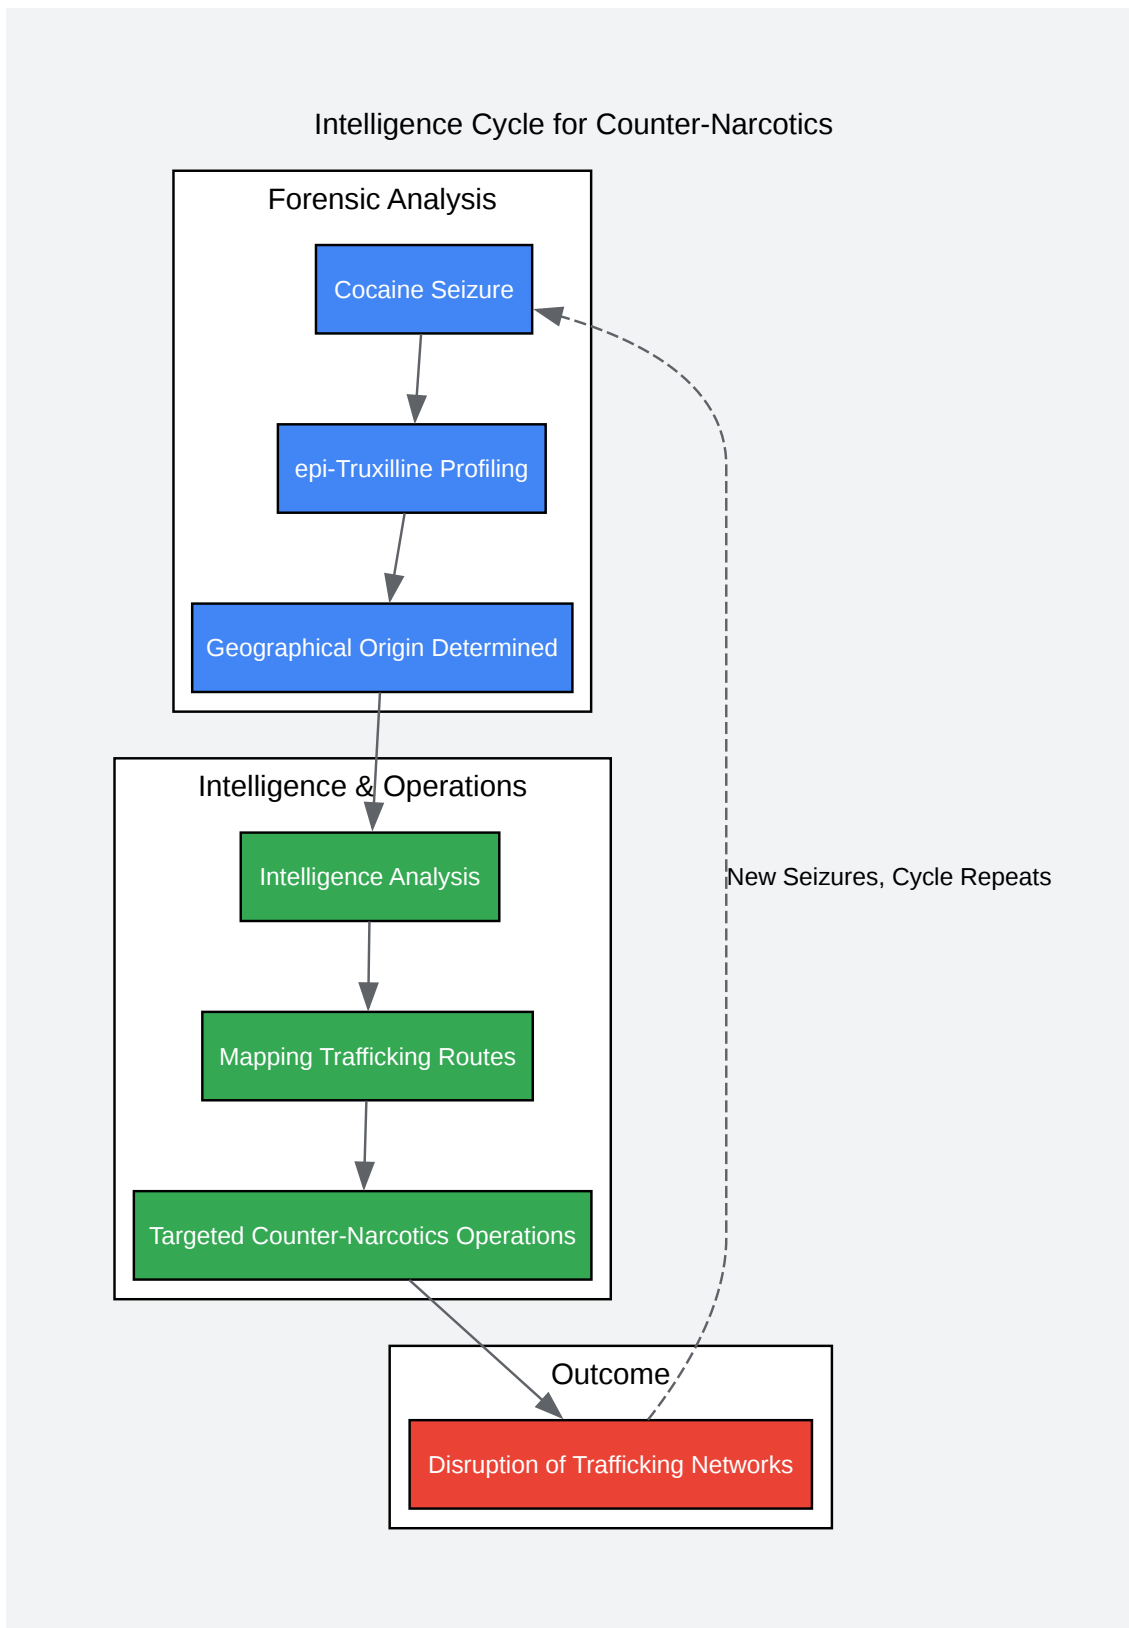 Intelligence Cycle for Counter-Narcotics
Forensic Analysis
Cocaine Seizure
epi-Truxilline Profiling
Geographical Origin Determined
Intelligence & Operations
Intelligence Analysis
New Seizures, Cycle Repeats
Mapping Trafficking Routes
Targeted Counter-Narcotics Operations
Outcome
Disruption of Trafficking Networks